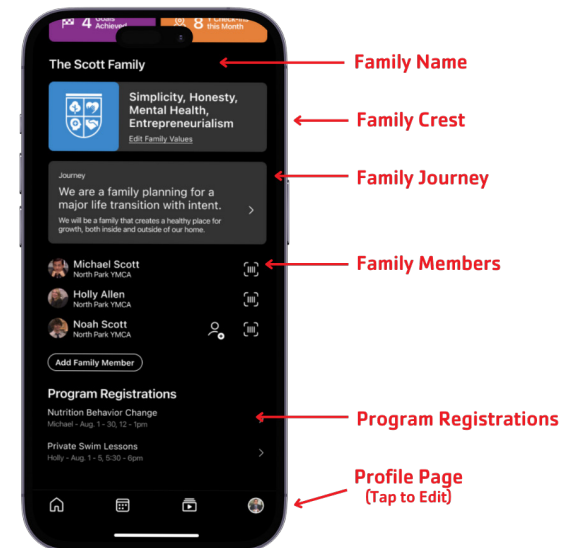 4 Goals
Achieved
8 Check-ins
this Month
The Scott Family
Family Name
Simplicity, Honesty,
Mental Health,
Entrepreneurialism
Edit Family Values
Family Crest
Journey
We are a family planning for a
major life transition with intent.
We will be a family that creates a healthy place for
growth, both inside and outside of our home.
Family Journey
Michael Scott
North Park YMCA
Family Members
Holly Allen
North Park YMCA
Noah Scott
North Park YMCA
Add Family Member
Program Registrations
Nutrition Behavior Change
Michael - Aug. 1 - 30, 12 - 1pm
Program Registrations
Private Swim Lessons
Holly - Aug. 1 - 5, 5:30 - 6pm
Profile Page
(Tap to Edit)